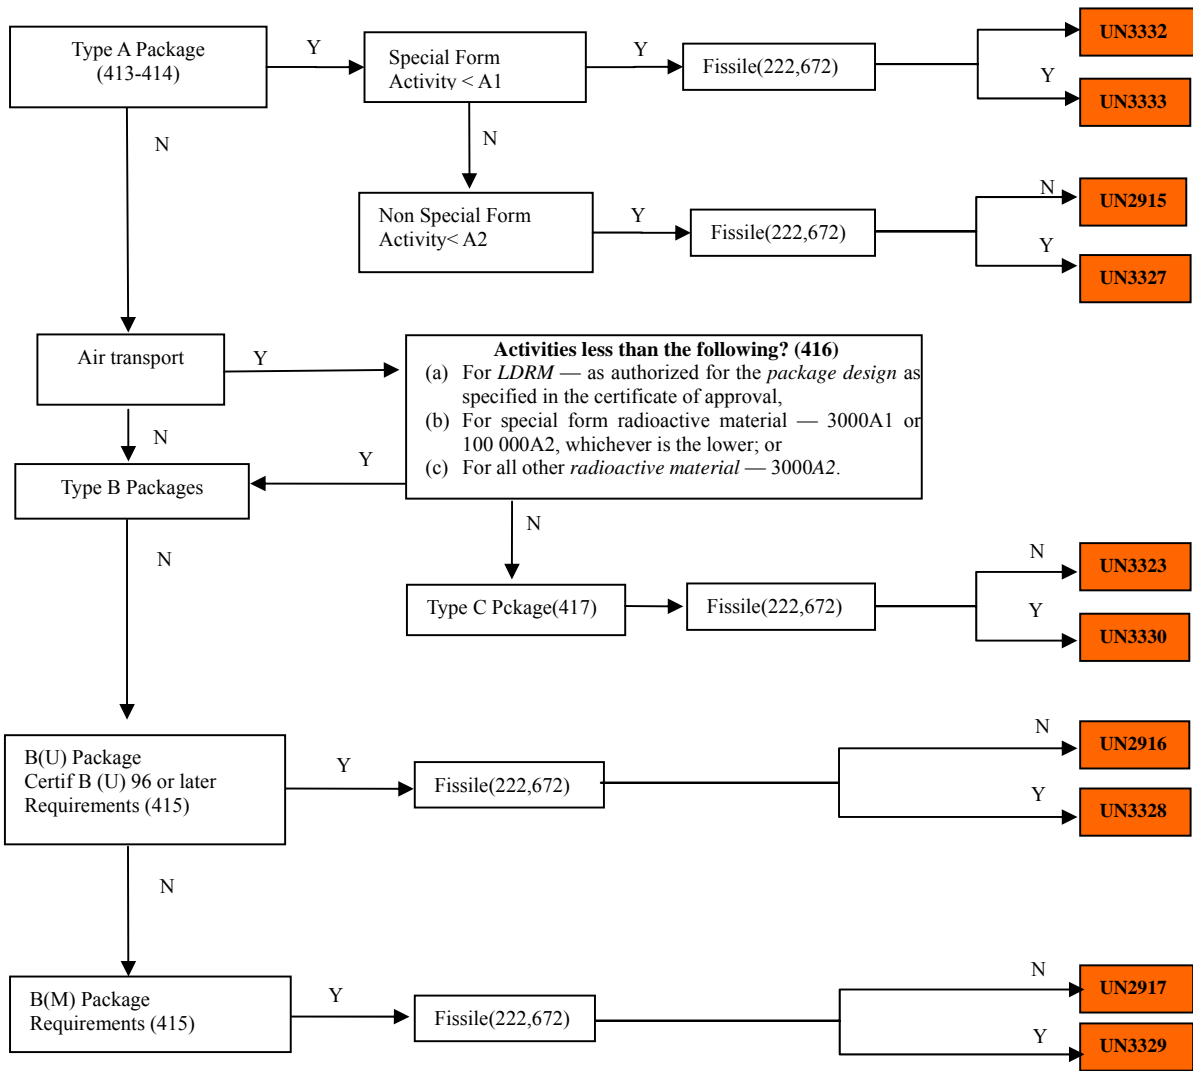 Type A Package
(413-414)
Y
Special Form
Activity < A1
Y
Fissile(222,672)
UN3332
Y
UN3333
N
N
Non Special Form
Activity< A2
Y
Fissile(222,672)
N
UN2915
Y
UN3327
Air transport
Y
Activities less than the following? (416)
(a) For LDRM — as authorized for the package design as
specified in the certificate of approval,
(b) For special form radioactive material — 3000A1 or
100 000A2, whichever is the lower; or
(c) For all other radioactive material — 3000A2.
N
Y
Type B Packages
N
N
Type C Pckage(417)
Fissile(222,672)
N
UN3323
Y
UN3330
B(U) Package
Certif B (U) 96 or later
Requirements (415)
Y
Fissile(222,672)
N
UN2916
Y
UN3328
N
B(M) Package
Requirements (415)
Y
Fissile(222,672)
N
UN2917
Y
UN3329